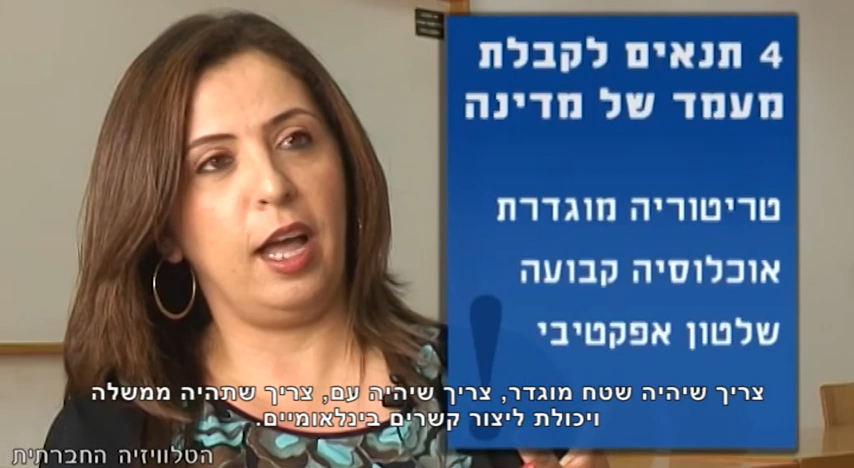 4 תנאים לקבלת
מעמד של מדינה
טריטוריה מוגדרת
אוכלוסיה קבועה
שלטון אפקטיבי
צריך שיהיה שטח מוגדר, צריך שיהיה עם, צריך שתהיה ממשלה
ויכולת ליצור קשרים בינלאומיים.
הטלוויזיה החברתית